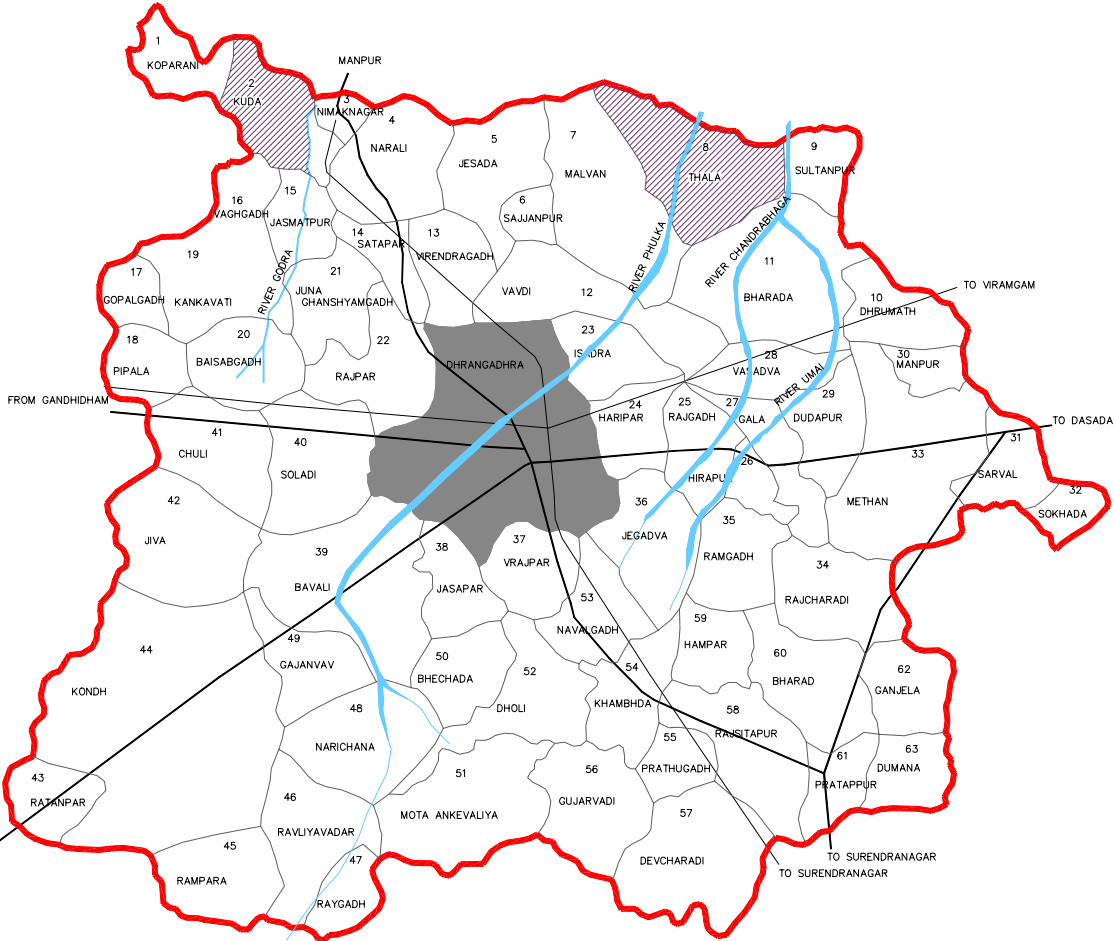 1
KOPARANI
2
KUDA
MANPUR
3
NIMAKNAGAR
4
NARALI
5
JESADA
6
SAJJANPUR
7
MALVAN
8
THALA
9
SULTANPUR
16
VAGHGADH
15
JASMATPUR
14
SATAPAR
13
VIRENDRAGADH
RIVER PHULKA
RIVER CHANDRABHAGA
19
KANKAVATI
17
GOPALGADH
RIVER GODRA
21
JUNA
GHANSHYAMGADH
VAVDI
12
11
BHARADA
10
DHRUMATH
TO VIRAMGAM
18
PIPALA
20
BAISABGADH
22
RAJPAR
DHRANGADHRA
23
ISADRA
28
VASADVA
30
MANPUR
RIVER UMAI
FROM GANDHIDHAM
24
HARIPAR
25
RAJGADH
27
GALA
29
DUDAPUR
TO DASADA
41
CHULI
40
SOLADI
26
HIRAPUR
33
METHAN
31
SARVAL
32
SOKHADA
42
JIVA
36
JEGADVA
35
RAMGADH
39
BAVALI
38
JASAPAR
37
VRAJPAR
34
RAJCHARADI
53
NAVALGADH
59
HAMPAR
44
KONDH
49
GAJANVAV
50
BHECHADA
52
DHOLI
54
KHAMBHDA
60
BHARAD
62
GANJELA
48
NARICHANA
58
RAJSITAPUR
55
PRATHUGADH
61
PRATAPPUR
63
DUMANA
43
RATANPAR
46
RAVLIYAVADAR
51
MOTA ANKEVALIYA
56
GUJARVADI
57
DEVCHARADI
45
RAMPARA
47
RAYGADH
TO SURENDRANAGAR
TO SURENDRANAGAR